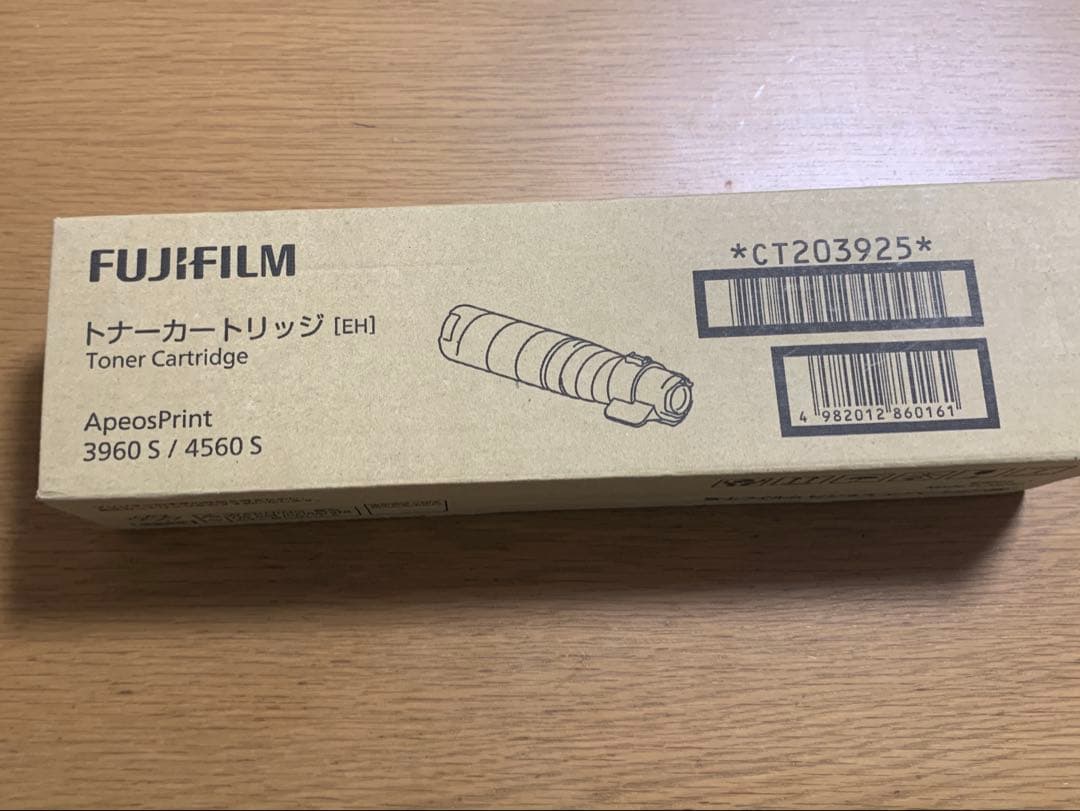 FUJIFILM
トナーカートリッジ [EH]
Toner Cartridge
ApeosPrint
3960 S / 4560 S
*CT203925*
4 982012 860161